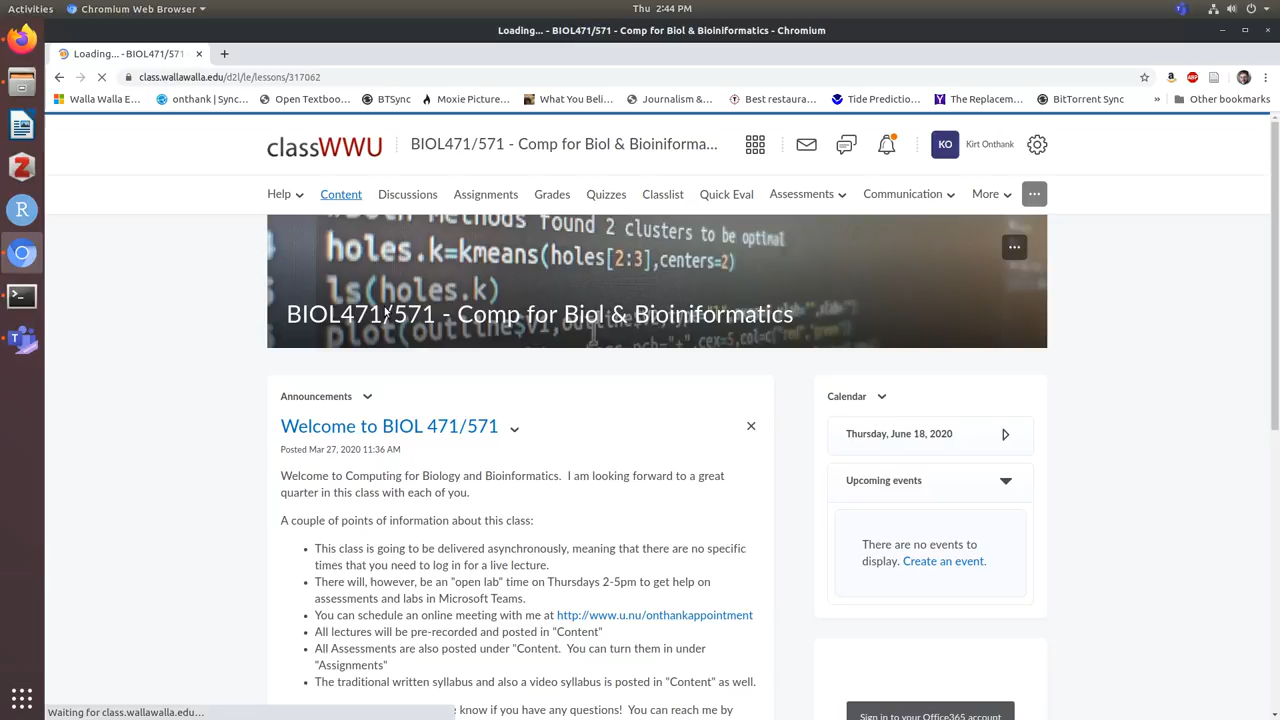 Activities
Chromium Web Browser
Thu 2:44 PM
Loading... - BIOL471/571 - Comp for Biol & Bioiniformatics - Chromium
Loading... - BIOL471/571
class.wallawalla.edu/d2l/le/lessons/317062
Walla Walla E...
onthank | Sync...
Open Textboo...
BTSync
Moxie Picture...
What You Beli...
Journalism &...
Best restaura...
Tide Predictio...
The Replacem...
BitTorrent Sync
»
Other bookmarks
classWWU
BIOL471/571 - Comp for Biol & Bioiniforma...
KO
Kirt Onthank
Help
Content
Discussions
Assignments
Grades
Quizzes
Classlist
Quick Eval
Assessments
Communication
More
#Both methods found 2 clusters to be optimal
holes.k=kmeans(holes[2:3],centers=2)
ls(holes.k)
BIOL471/571 - Comp for Biol & Bioiniformatics
Announcements
Welcome to BIOL 471/571
Posted Mar 27, 2020 11:36 AM
Welcome to Computing for Biology and Bioinformatics. I am looking forward to a great
quarter in this class with each of you.
A couple of points of information about this class:
• This class is going to be delivered asynchronously, meaning that there are no specific
times that you need to log in for a live lecture.
• There will, however, be an "open lab" time on Thursdays 2-5pm to get help on
assessments and labs in Microsoft Teams.
• You can schedule an online meeting with me at http://www.u.nu/onthankappointment
• All lectures will be pre-recorded and posted in "Content"
• All Assessments are also posted under "Content. You can turn them in under
"Assignments"
• The traditional written syllabus and also a video syllabus is posted in "Content" as well.
know if you have any questions! You can reach me by
Calendar
Thursday, June 18, 2020
Upcoming events
There are no events to
display. Create an event.
Sign in to your Office365 account
Waiting for class.wallawalla.edu...